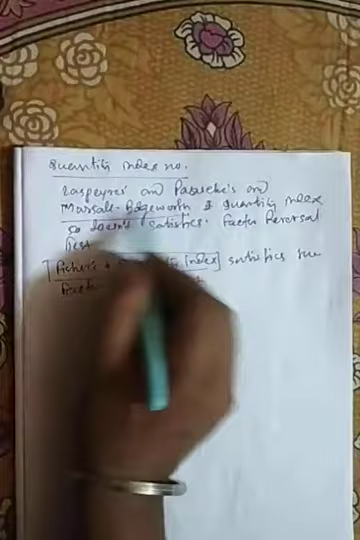 quantity index no.
Laspeyres' and Paasche's and
Marsall-Edgeworth's quantity index
so doesn't satisfies. Factor Reversal
Test
Fisher's Index] satisfies the